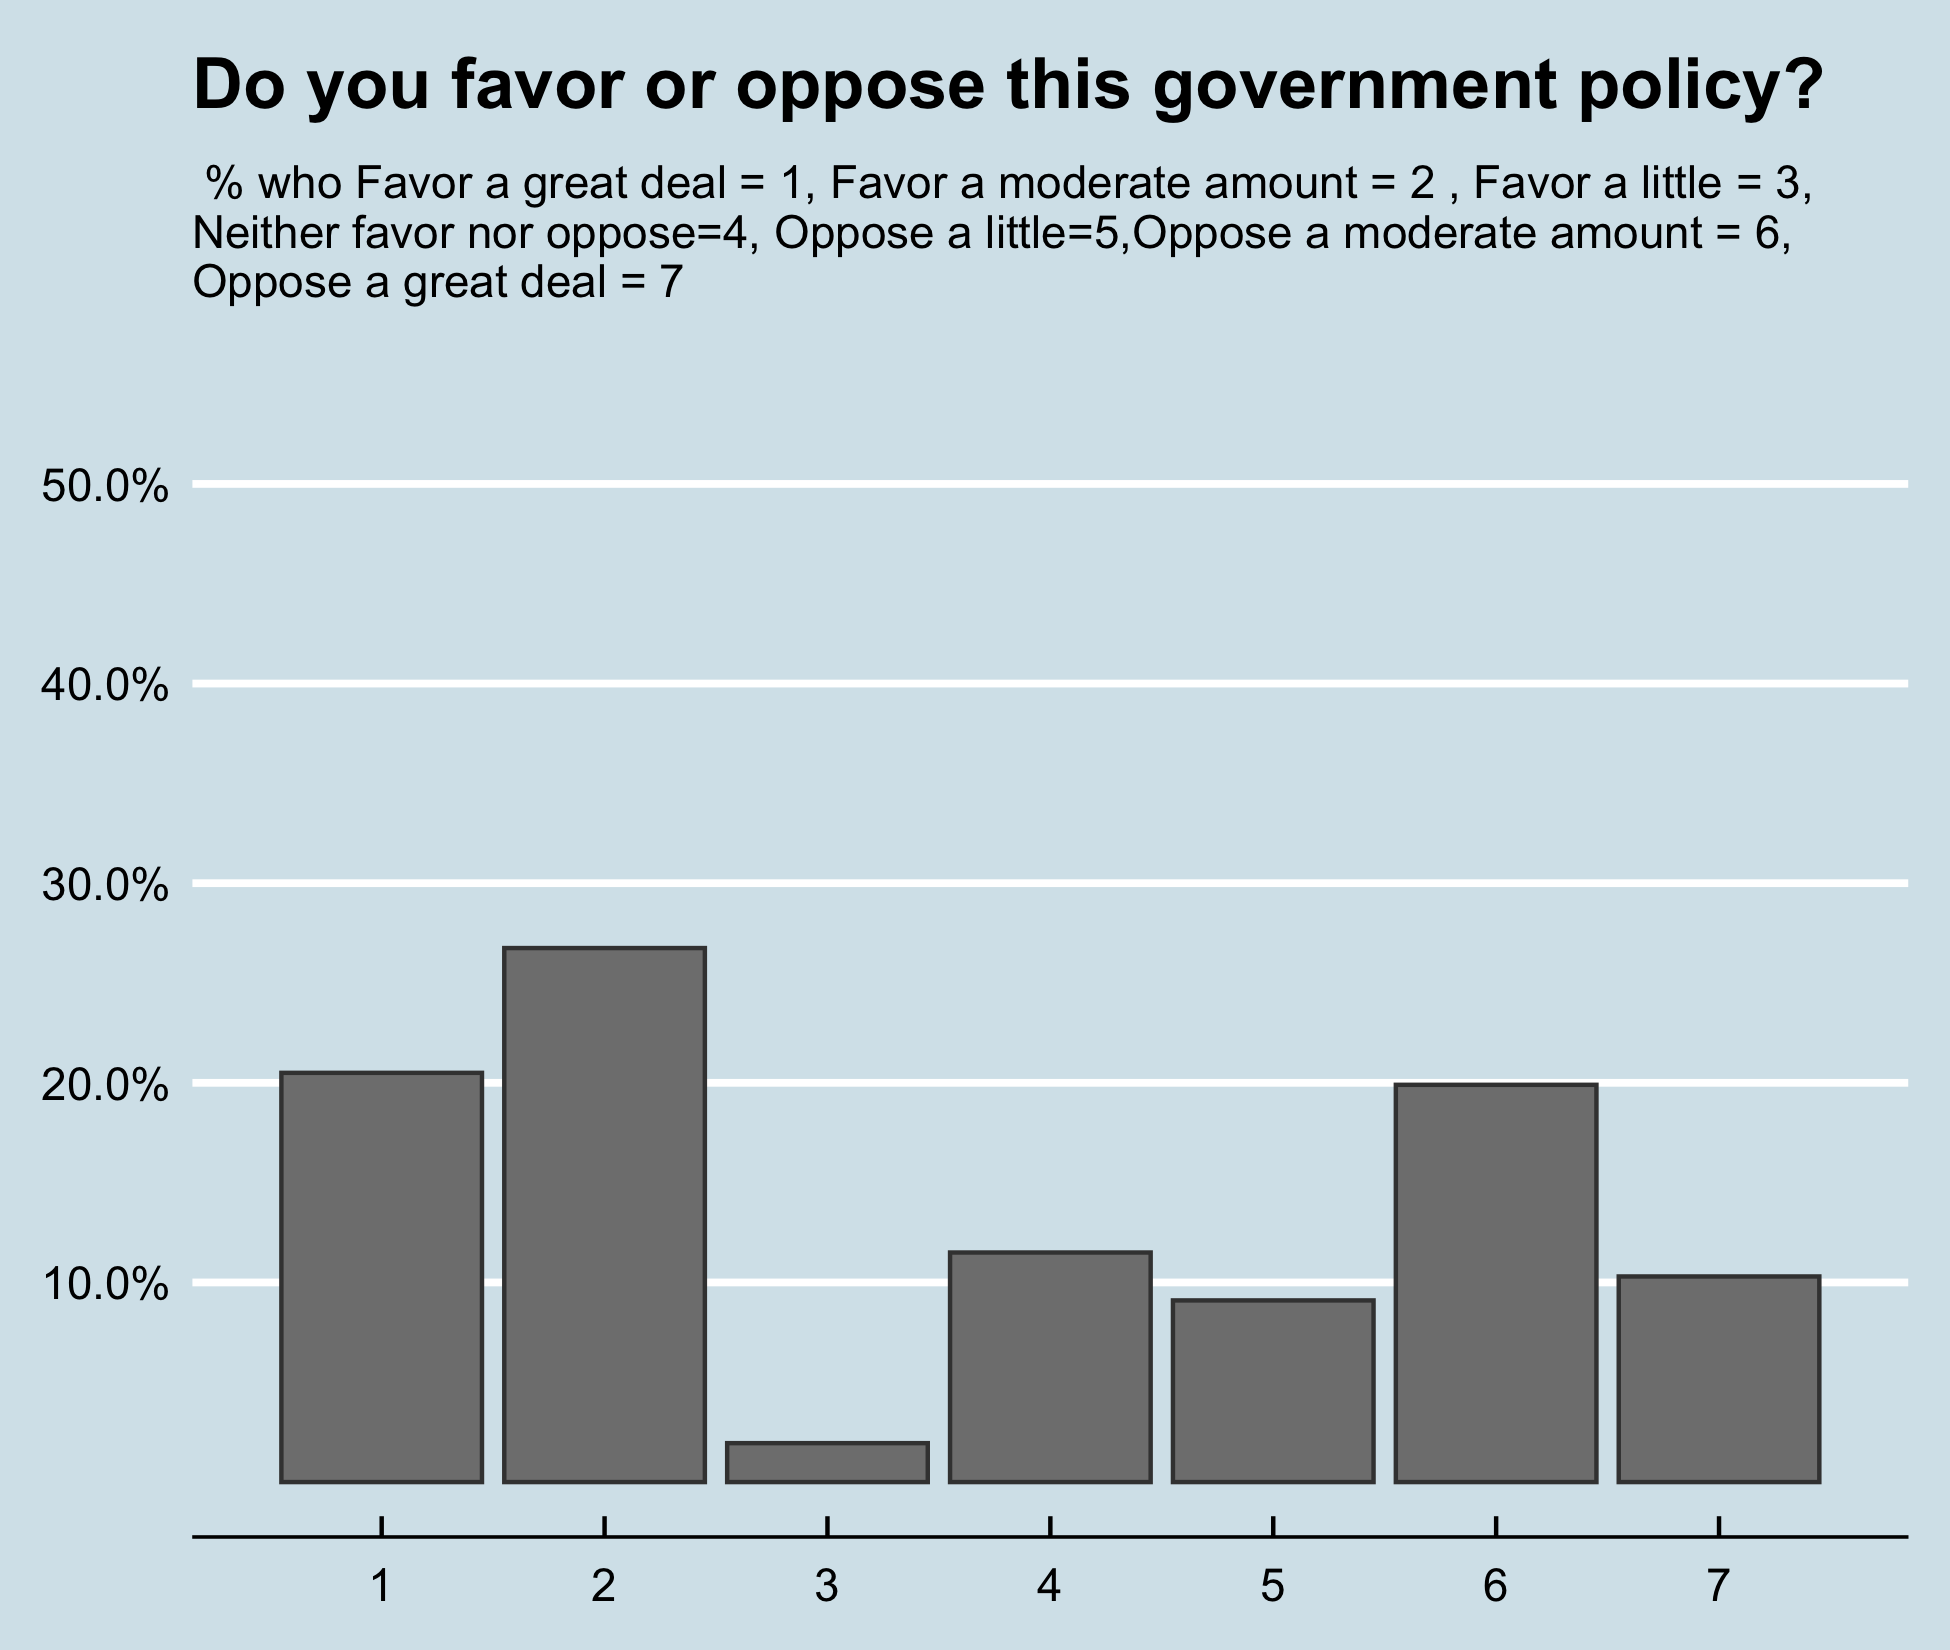 Do you favor or oppose this government policy?
% who Favor a great deal = 1, Favor a moderate amount = 2 , Favor a little = 3,
Neither favor nor oppose=4, Oppose a little=5,Oppose a moderate amount = 6,
Oppose a great deal = 7
50.0%
40.0%
30.0%
20.0%
10.0%
1 2 3 4 5 6 7